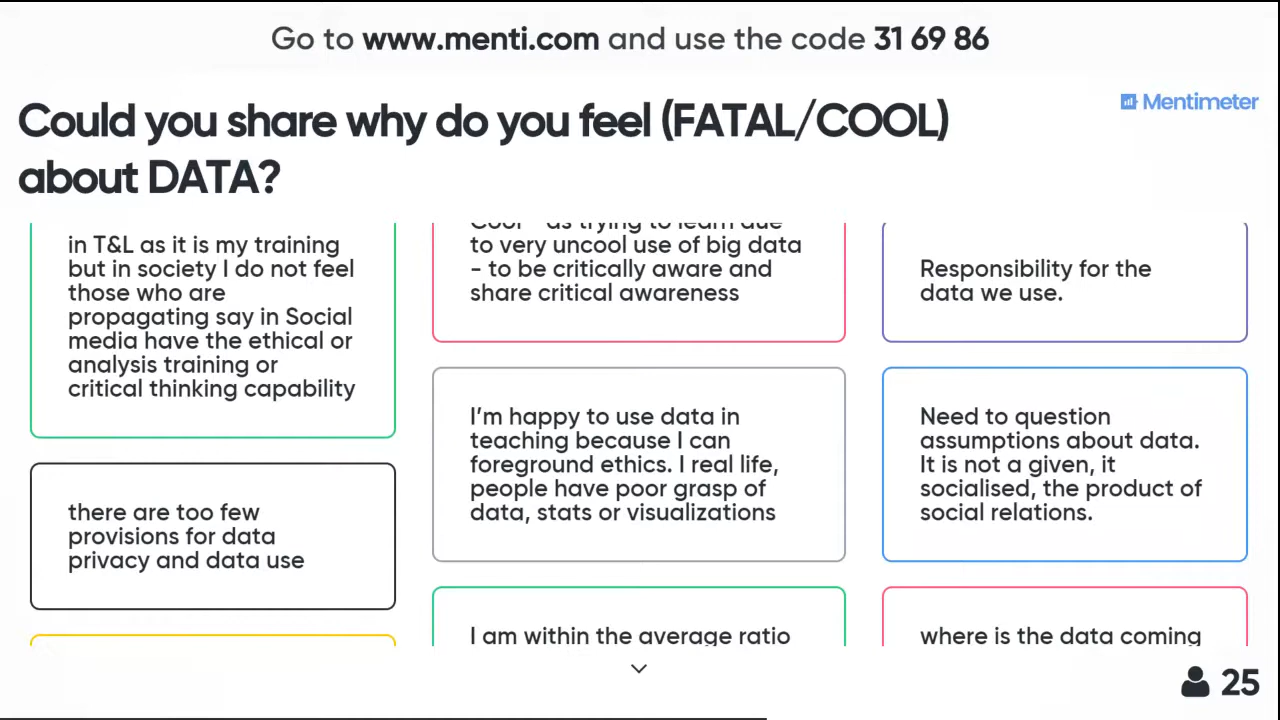 Go to www.menti.com and use the code 31 69 86
Mentimeter
Could you share why do you feel (FATAL/COOL)
about DATA?
in T&L as it is my training
but in society I do not feel
those who are
propagating say in Social
media have the ethical or
analysis training or
critical thinking capability
there are too few
provisions for data
privacy and data use
Cool - as trying to learn due
to very uncool use of big data
- to be critically aware and
share critical awareness
I'm happy to use data in
teaching because I can
foreground ethics. I real life,
people have poor grasp of
data, stats or visualizations
I am within the average ratio
Responsibility for the
data we use.
Need to question
assumptions about data.
It is not a given, it
socialised, the product of
social relations.
where is the data coming
25